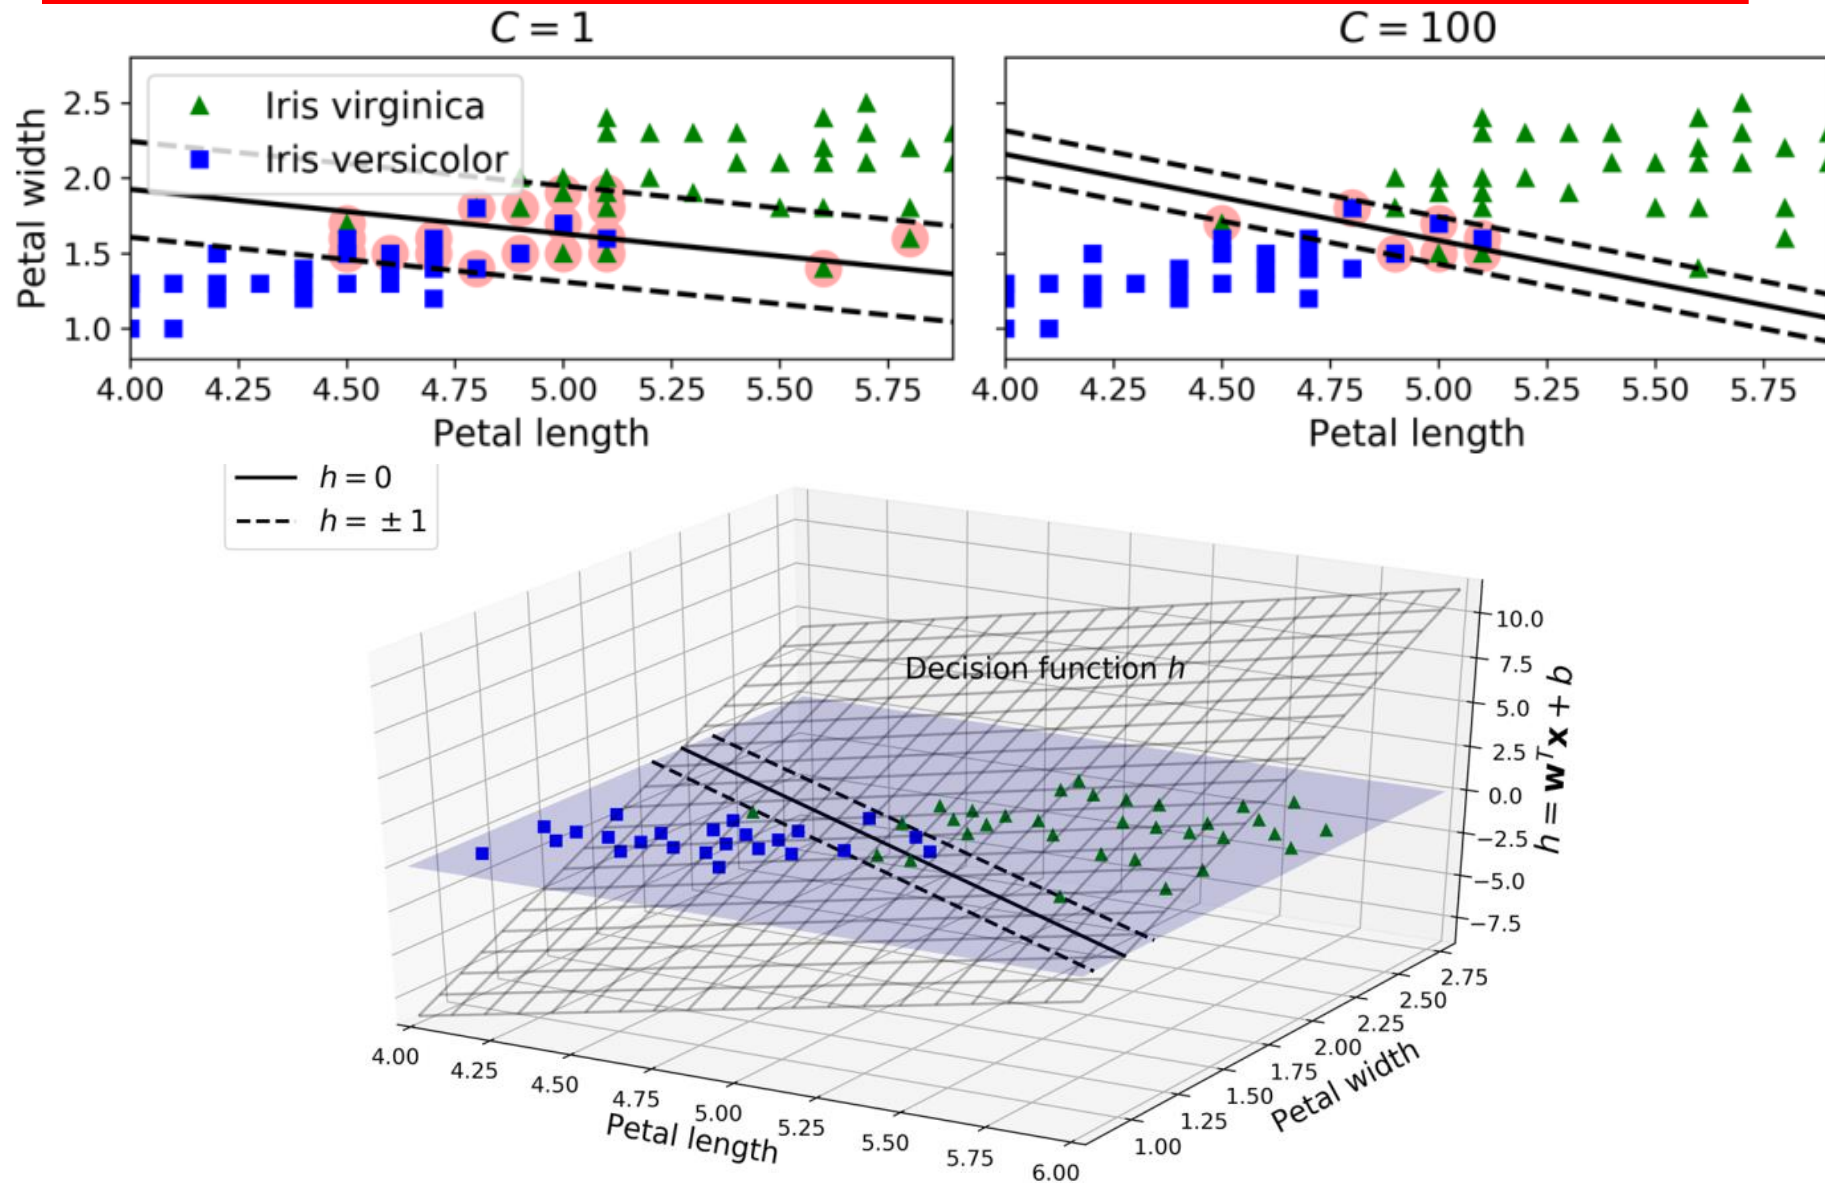 C = 1
C = 100
Petal width
2.5
2.0
1.5
1.0
Iris virginica
Iris versicolor
4.00 4.25 4.50 4.75 5.00 5.25 5.50 5.75
Petal length
4.00 4.25 4.50 4.75 5.00 5.25 5.50 5.75
Petal length
h = 0
h = ± 1
Decision function h
10.0
7.5
5.0
2.5
0.0
−2.5
−5.0
−7.5
h = wᵀx + b
4.00
4.25
4.50
4.75
5.00
5.25
5.50
5.75
6.00
Petal length
1.00
1.25
1.50
1.75
2.00
2.25
2.50
2.75
Petal width